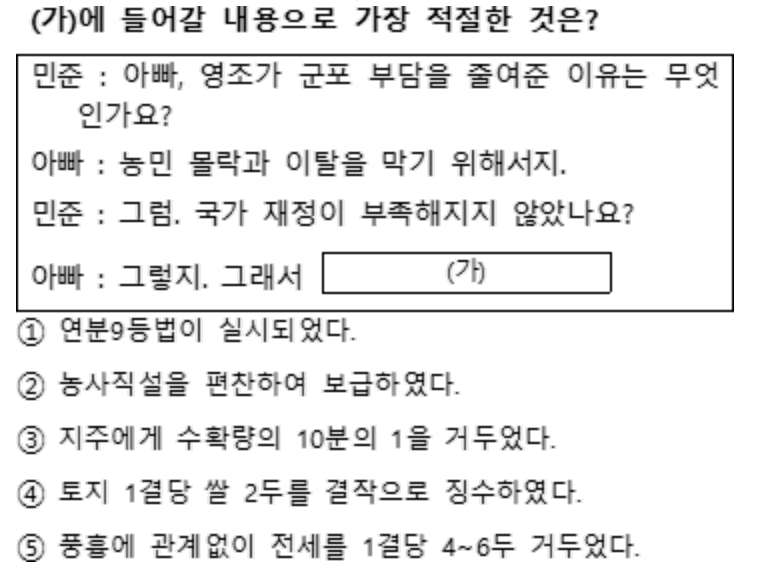 (가)에 들어갈 내용으로 가장 적절한 것은?
민준 : 아빠, 영조가 군포 부담을 줄여준 이유는 무엇
인가요?
아빠 : 농민 몰락과 이탈을 막기 위해서지.
민준 : 그럼. 국가 재정이 부족해지지 않았나요?
아빠 : 그렇지. 그래서 (가)
① 연분9등법이 실시되었다.
② 농사직설을 편찬하여 보급하였다.
③ 지주에게 수확량의 10분의 1을 거두었다.
④ 토지 1결당 쌀 2두를 결작으로 징수하였다.
⑤ 풍흉에 관계없이 전세를 1결당 4~6두 거두었다.